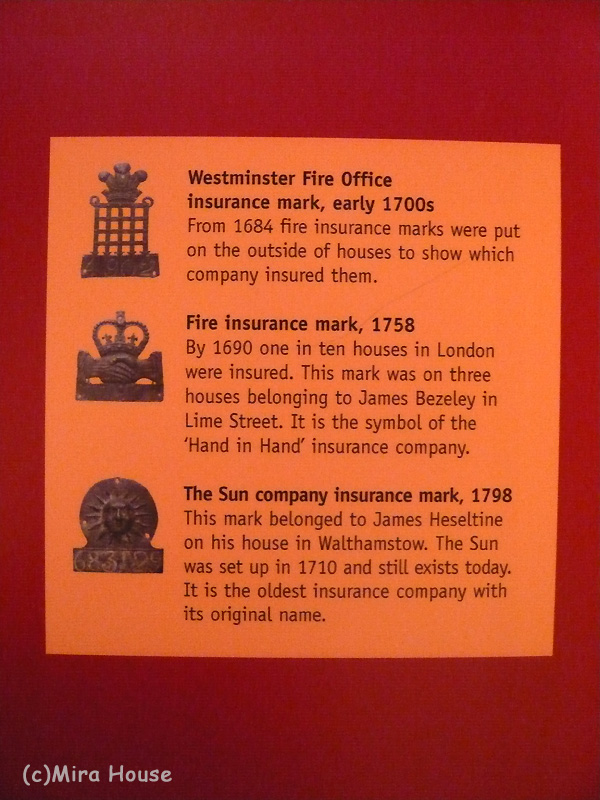 Westminster Fire Office
insurance mark, early 1700s
From 1684 fire insurance marks were put
on the outside of houses to show which
company insured them.
Fire insurance mark, 1758
By 1690 one in ten houses in London
were insured. This mark was on three
houses belonging to James Bezeley in
Lime Street. It is the symbol of the
‘Hand in Hand’ insurance company.
The Sun company insurance mark, 1798
This mark belonged to James Heseltine
on his house in Walthamstow. The Sun
was set up in 1710 and still exists today.
It is the oldest insurance company with
its original name.
(c)Mira House